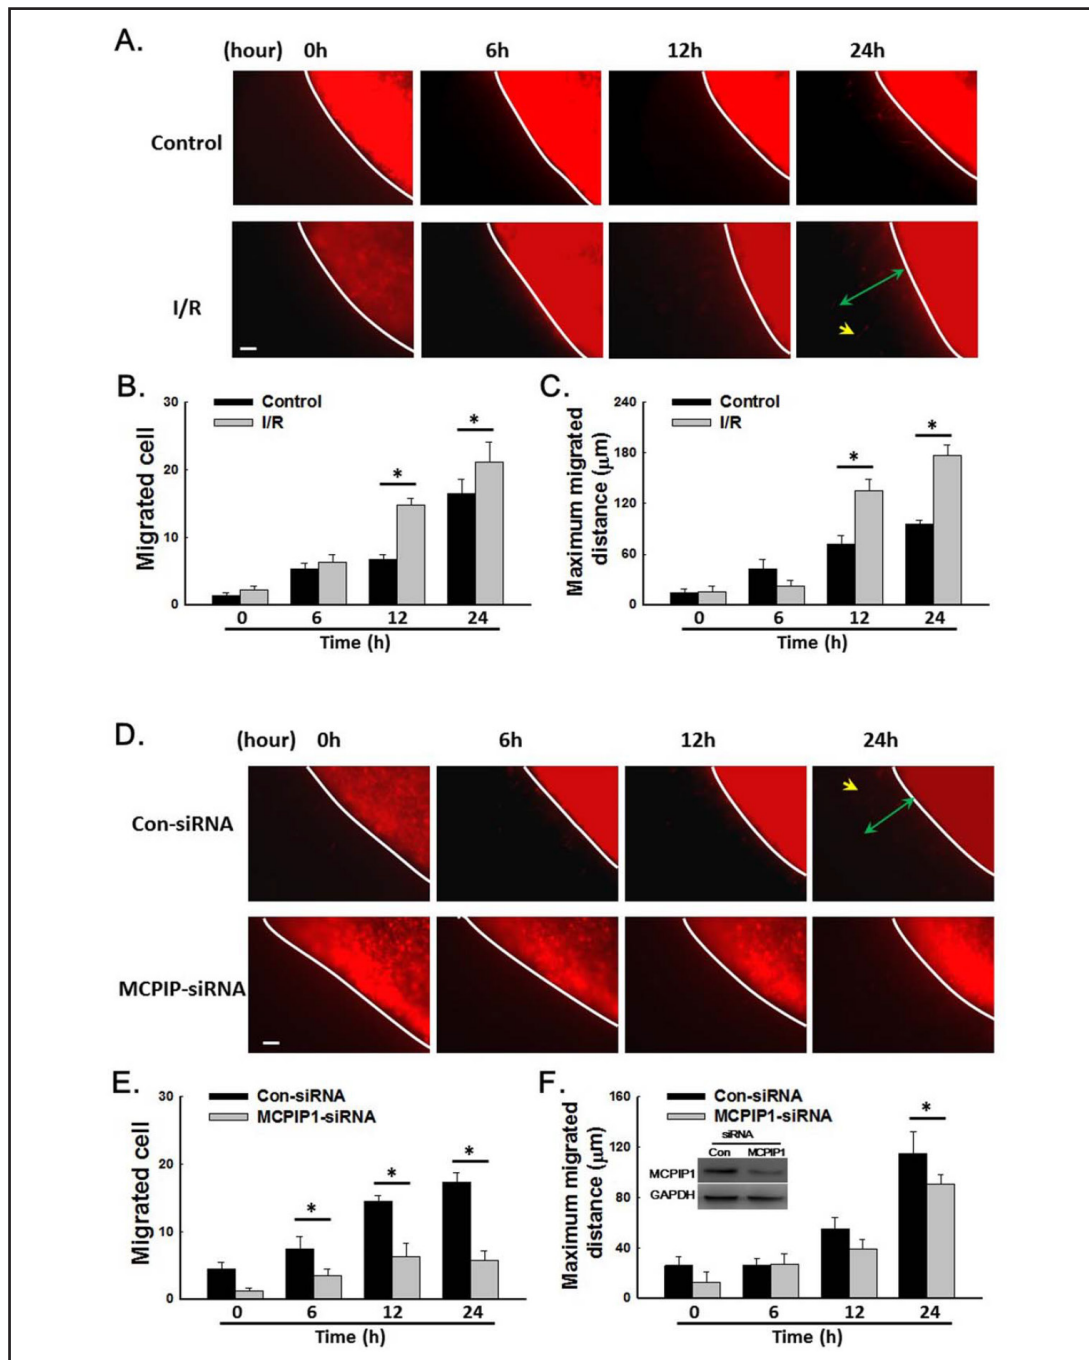 A.
(hour) 0h 6h 12h 24h
Control
I/R
B.
Migrated cell
30
20
10
0
Control
I/R
*
*
0 6 12 24
Time (h)
C.
Maximum migrated
distance (μm)
240
180
120
60
0
Control
I/R
*
*
0 6 12 24
Time (h)
D.
(hour) 0h 6h 12h 24h
Con-siRNA
MCPIP-siRNA
E.
Migrated cell
30
20
10
0
Con-siRNA
MCPIP1-siRNA
*
*
*
0 6 12 24
Time (h)
F.
Maximum migrated
distance (μm)
160
120
80
40
0
Con-siRNA
MCPIP1-siRNA
siRNA
Con MCPIP1
MCPIP1
GAPDH
*
0 6 12 24
Time (h)